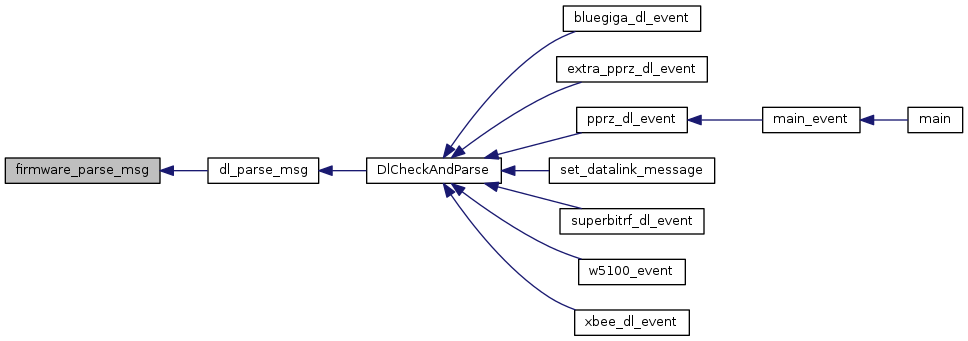 bluegiga_dl_event
extra_pprz_dl_event
pprz_dl_event
main_event
main
firmware_parse_msg
dl_parse_msg
DlCheckAndParse
set_datalink_message
superbitrf_dl_event
w5100_event
xbee_dl_event